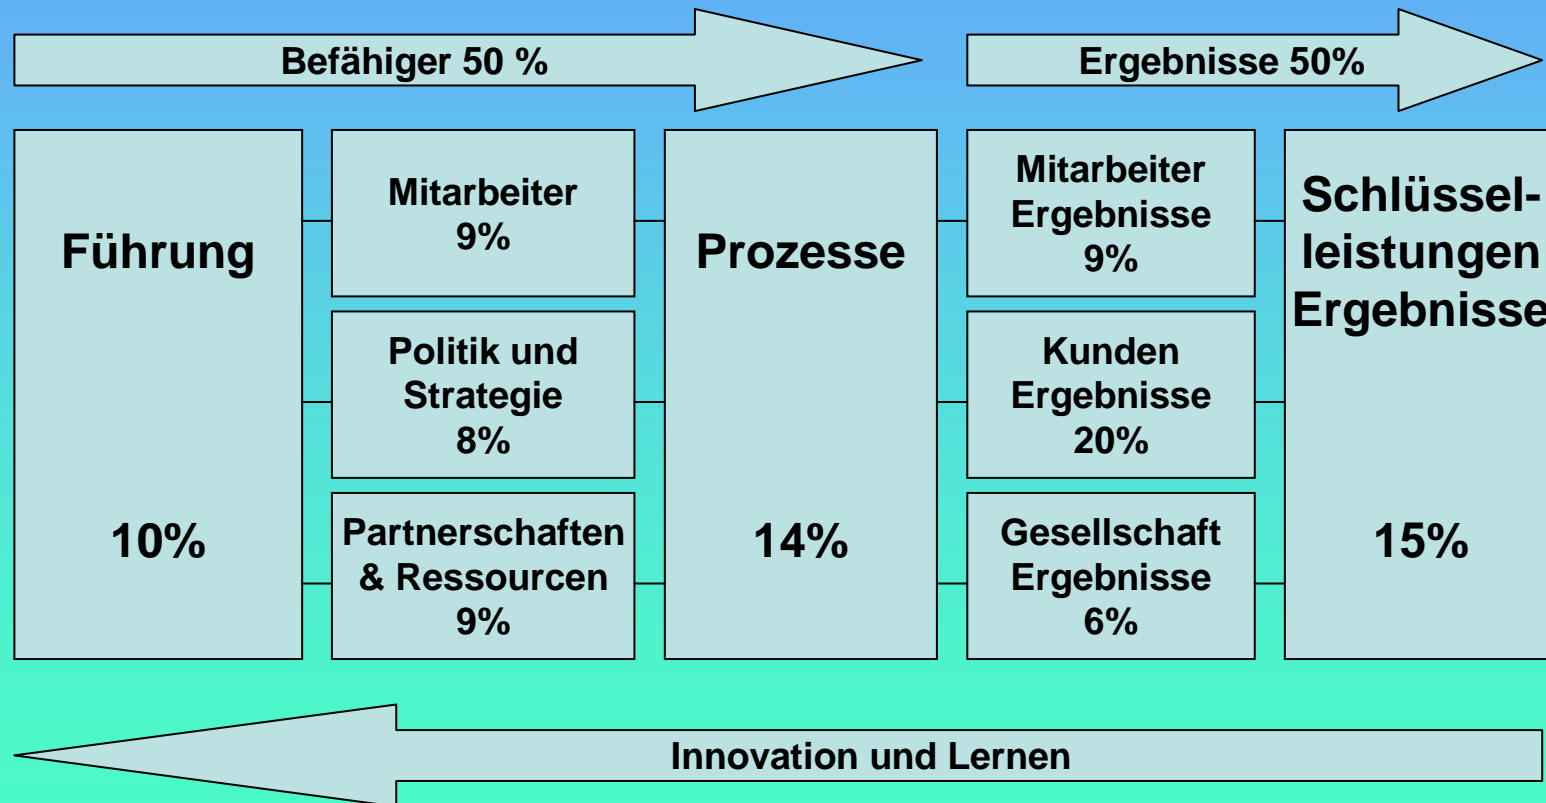 Befähiger 50 %
Ergebnisse 50%
Führung
10%
Mitarbeiter
9%
Politik und
Strategie
8%
Partnerschaften
& Ressourcen
9%
Prozesse
14%
Mitarbeiter
Ergebnisse
9%
Kunden
Ergebnisse
20%
Gesellschaft
Ergebnisse
6%
Schlüssel-
leistungen
Ergebnisse
15%
Innovation und Lernen